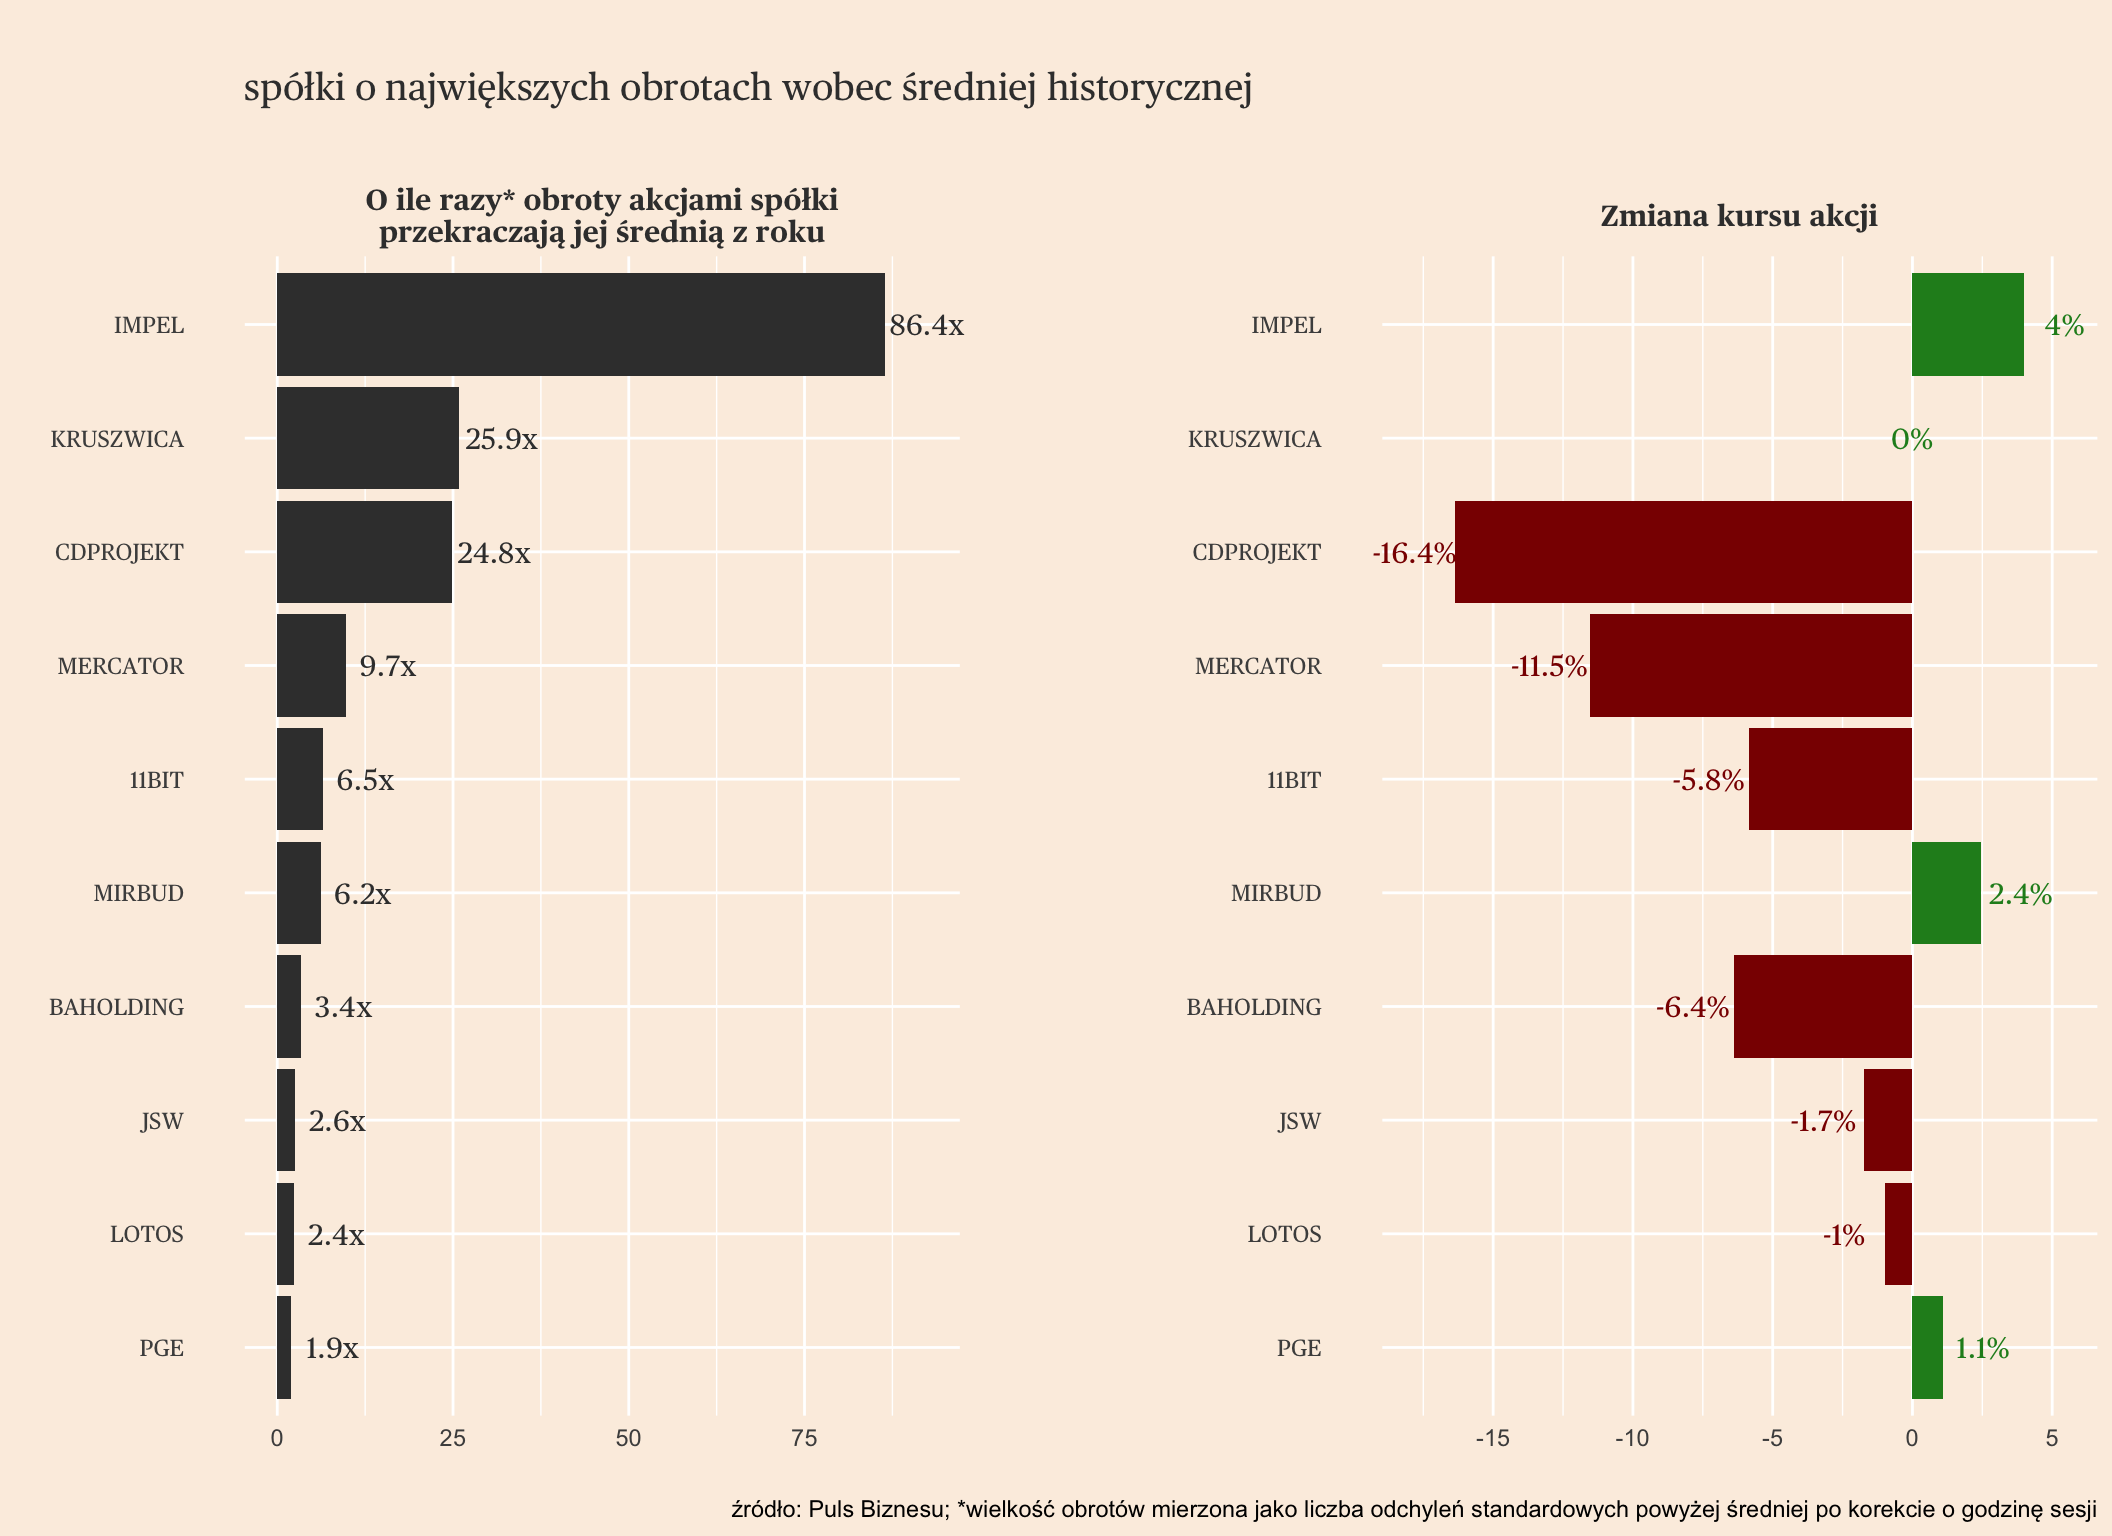 spółki o największych obrotach wobec średniej historycznej
O ile razy* obroty akcjami spółki
przekraczają jej średnią z roku
IMPEL
86.4x
KRUSZWICA
25.9x
CDPROJEKT
24.8x
MERCATOR
9.7x
11BIT
6.5x
MIRBUD
6.2x
BAHOLDING
3.4x
JSW
2.6x
LOTOS
2.4x
PGE
1.9x
0 25 50 75
Zmiana kursu akcji
IMPEL
4%
KRUSZWICA
0%
CDPROJEKT
-16.4%
MERCATOR
-11.5%
11BIT
-5.8%
MIRBUD
2.4%
BAHOLDING
-6.4%
JSW
-1.7%
LOTOS
-1%
PGE
1.1%
-15 -10 -5 0 5
źródło: Puls Biznesu; *wielkość obrotów mierzona jako liczba odchyleń standardowych powyżej średniej po korekcie o godzinę sesji